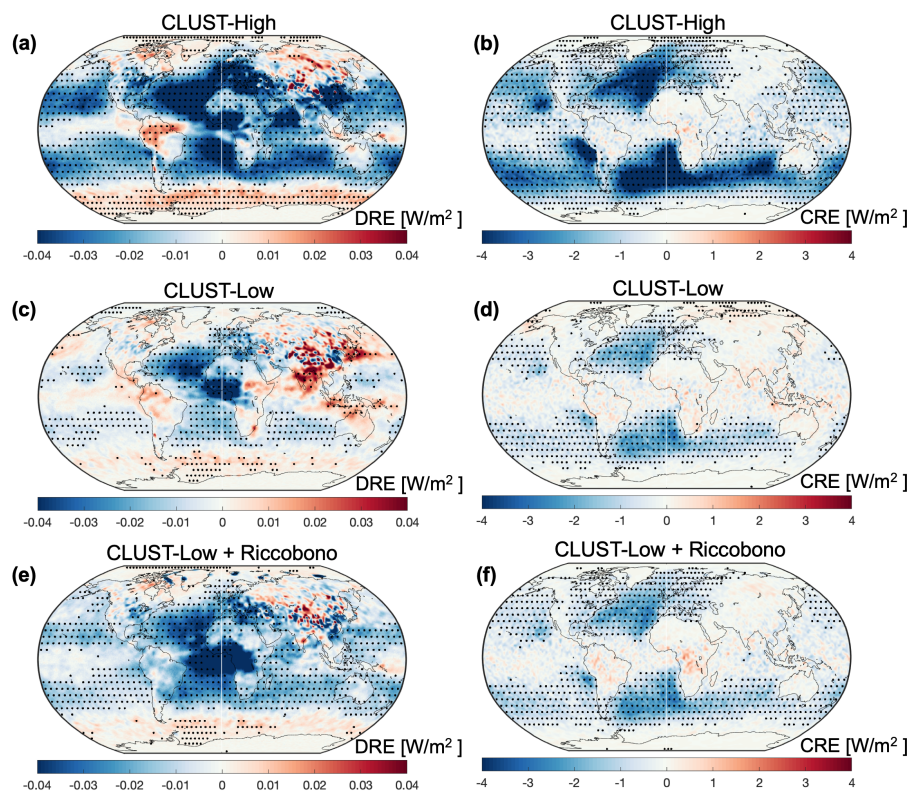 CLUST-High
CLUST-High
(a)
(b)
DRE [W/m² ]
CRE [W/m² ]
-0.04 -0.03 -0.02 -0.01 0 0.01 0.02 0.03 0.04
-4 -3 -2 -1 0 1 2 3 4
CLUST-Low
CLUST-Low
(c)
(d)
DRE [W/m² ]
CRE [W/m² ]
-0.04 -0.03 -0.02 -0.01 0 0.01 0.02 0.03 0.04
-4 -3 -2 -1 0 1 2 3 4
CLUST-Low + Riccobono
CLUST-Low + Riccobono
(e)
(f)
DRE [W/m² ]
CRE [W/m² ]
-0.04 -0.03 -0.02 -0.01 0 0.01 0.02 0.03 0.04
-4 -3 -2 -1 0 1 2 3 4